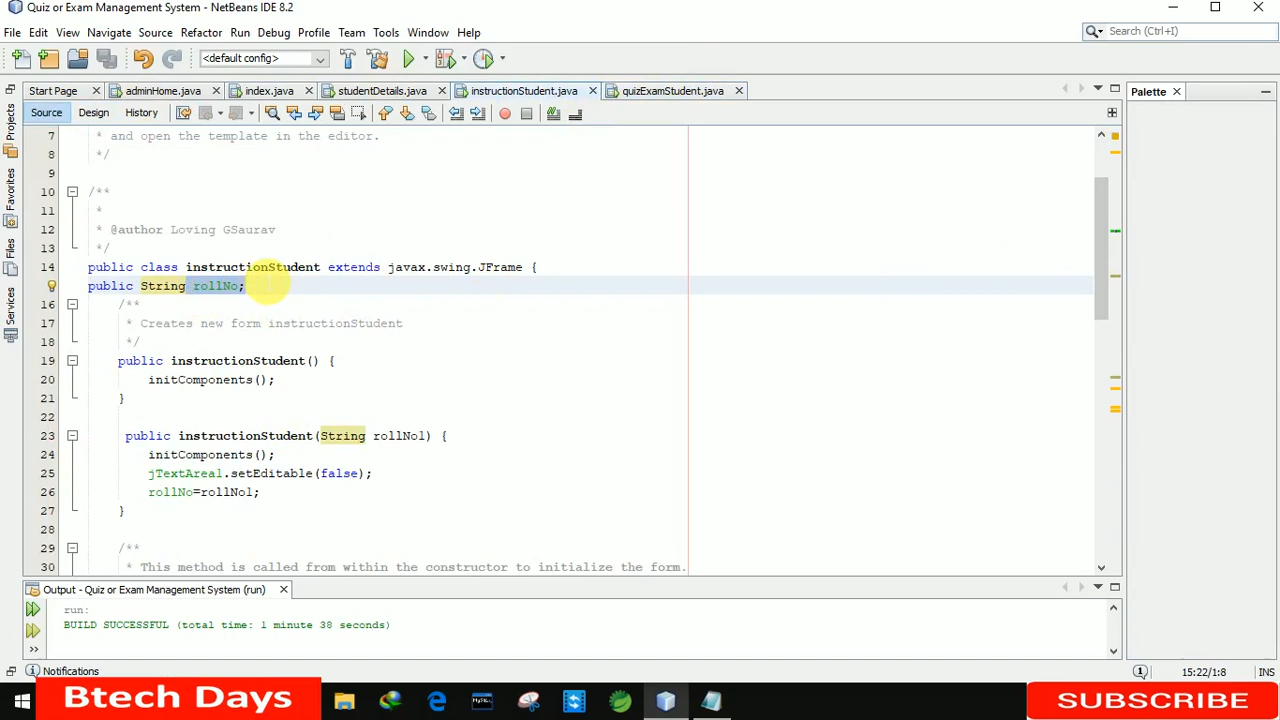 Quiz or Exam Management System - NetBeans IDE 8.2
File Edit View Navigate Source Refactor Run Debug Profile Team Tools Window Help
Search (Ctrl+I)
<default config>
Start Page adminHome.java index.java studentDetails.java instructionStudent.java quizExamStudent.java
Palette
Source Design History
Projects
Favorites
Files
Services
7 * and open the template in the editor.
8 */
9
10 /**
11 *
12 * @author Loving GSaurav
13 */
14 public class instructionStudent extends javax.swing.JFrame {
public String rollNo;
16 /**
17 * Creates new form instructionStudent
18 */
19 public instructionStudent() {
20 initComponents();
21 }
22
23 public instructionStudent(String rollNo1) {
24 initComponents();
25 jTextArea1.setEditable(false);
26 rollNo=rollNo1;
27 }
28
29 /**
30 * This method is called from within the constructor to initialize the form.
Output - Quiz or Exam Management System (run)
run:
BUILD SUCCESSFUL (total time: 1 minute 38 seconds)
Notifications
1
15:22/1:8
INS
Btech Days
MySQL
SUBSCRIBE